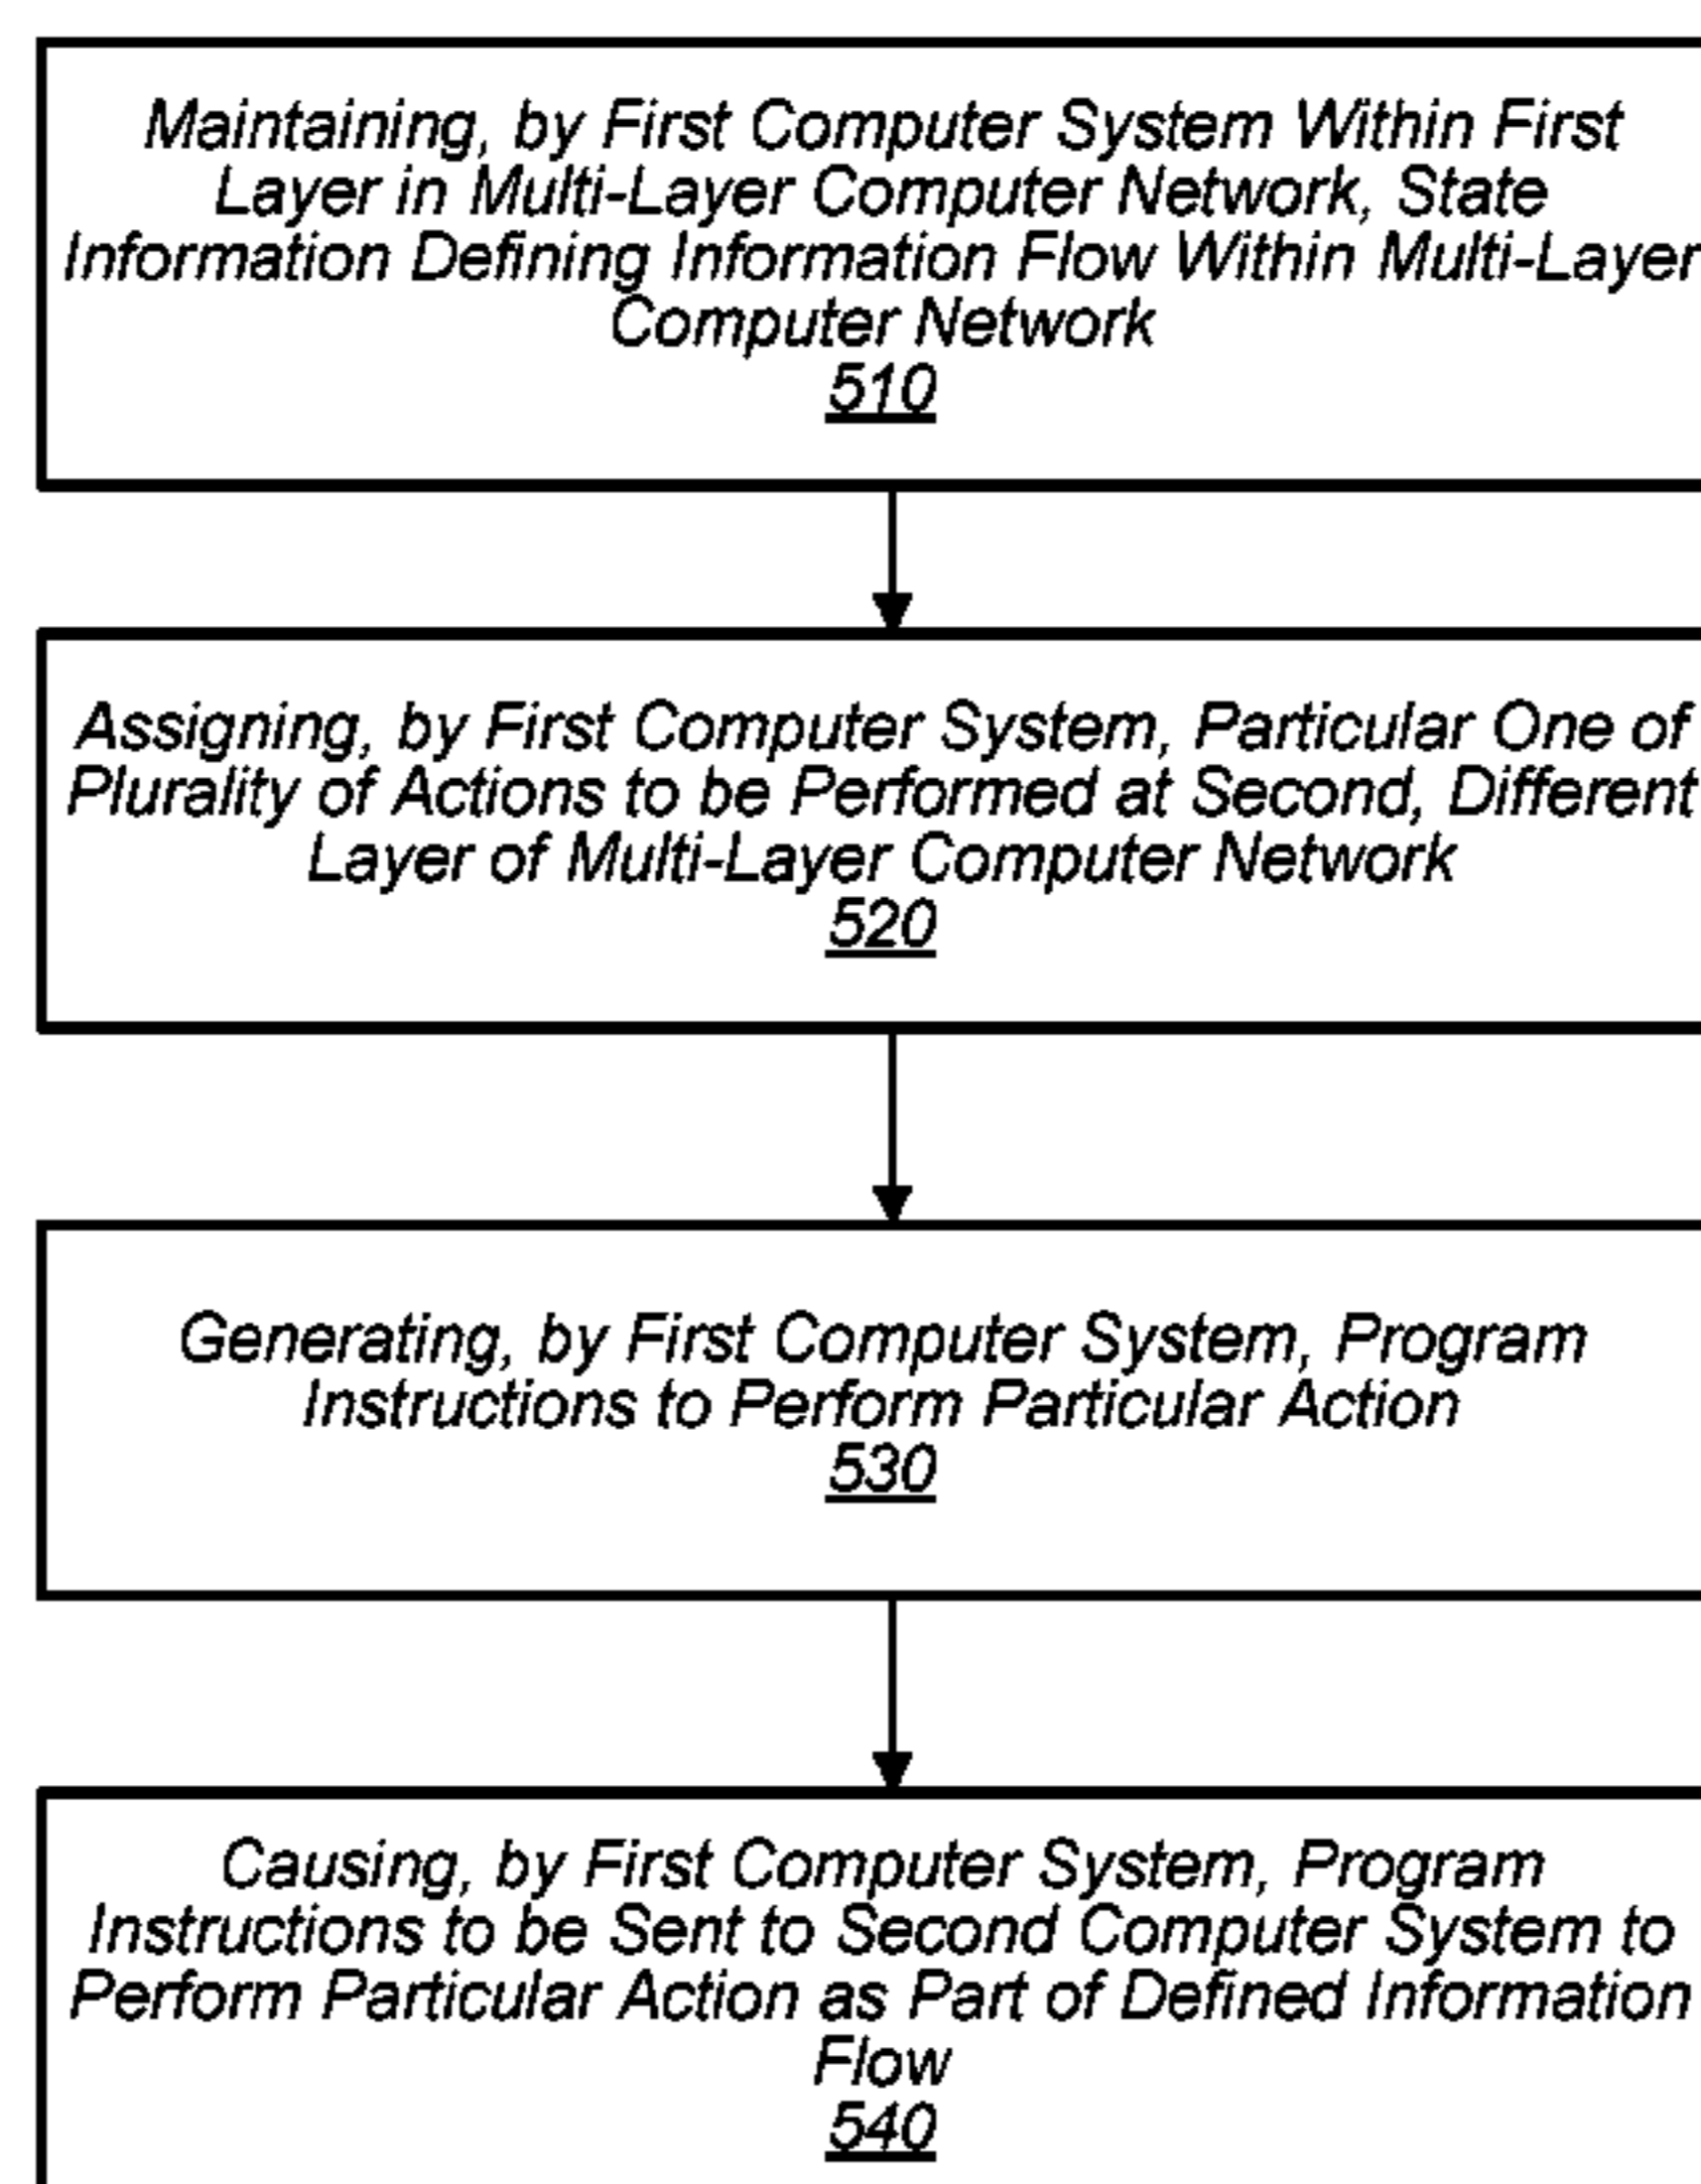 Maintaining, by First Computer System Within First
Layer in Multi-Layer Computer Network, State
Information Defining Information Flow Within Multi-Layer
Computer Network
510
Assigning, by First Computer System, Particular One of
Plurality of Actions to be Performed at Second, Different
Layer of Multi-Layer Computer Network
520
Generating, by First Computer System, Program
Instructions to Perform Particular Action
530
Causing, by First Computer System, Program
Instructions to be Sent to Second Computer System to
Perform Particular Action as Part of Defined Information
Flow
540